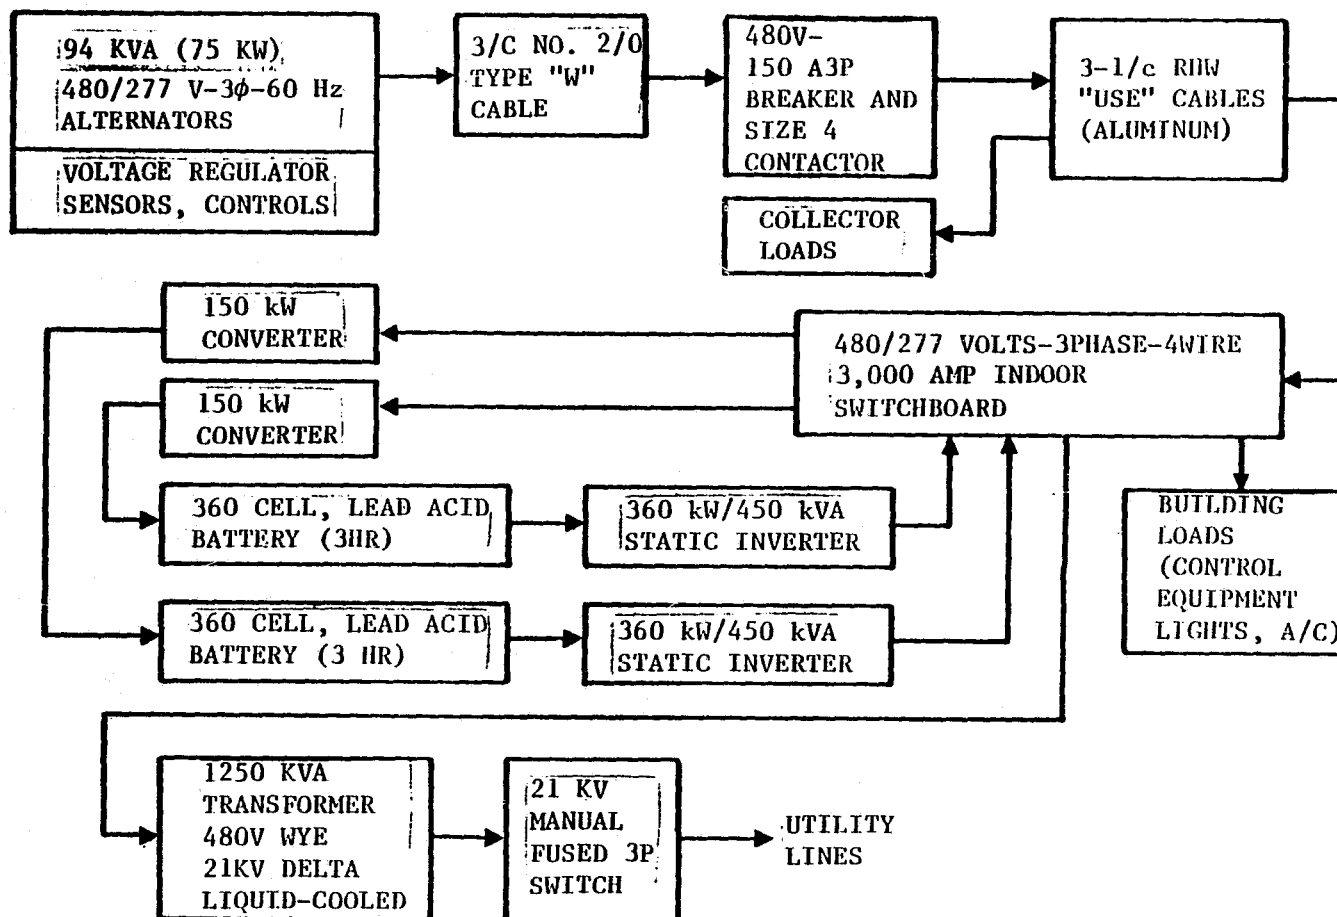 94 KVA (75 KW)
480/277 V-3φ-60 Hz
ALTERNATORS
VOLTAGE REGULATOR
SENSORS, CONTROLS
3/C NO. 2/0
TYPE "W"
CABLE
480V-
150 A3P
BREAKER AND
SIZE 4
CONTACTOR
3-1/c RHW
"USE" CABLES
(ALUMINUM)
COLLECTOR
LOADS
150 kW
CONVERTER
150 kW
CONVERTER
480/277 VOLTS-3PHASE-4WIRE
3,000 AMP INDOOR
SWITCHBOARD
360 CELL, LEAD ACID
BATTERY (3HR)
360 kW/450 kVA
STATIC INVERTER
BUILDING
LOADS
(CONTROL
EQUIPMENT
LIGHTS, A/C)
360 CELL, LEAD ACID
BATTERY (3 HR)
360 kW/450 kVA
STATIC INVERTER
1250 KVA
TRANSFORMER
480V WYE
21KV DELTA
LIQUID-COOLED
21 KV
MANUAL
FUSED 3P
SWITCH
UTILITY
LINES